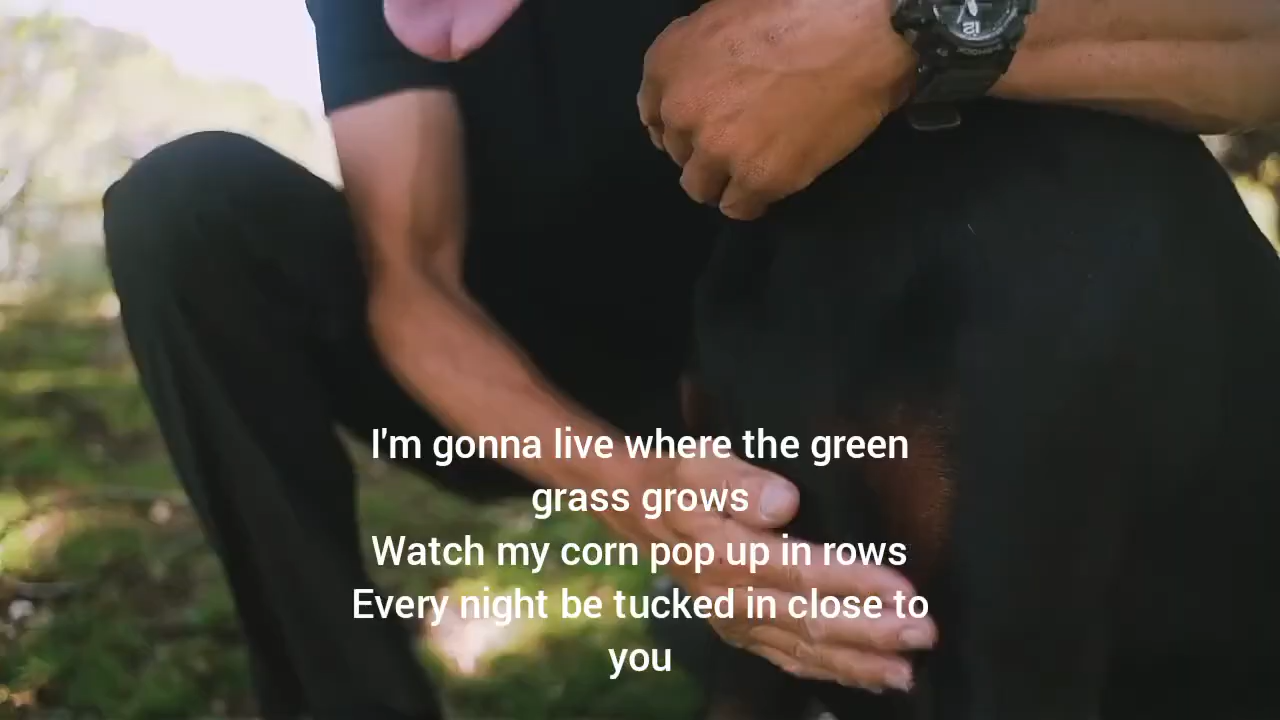 I'm gonna live where the green
grass grows
Watch my corn pop up in rows
Every night be tucked in close to
you